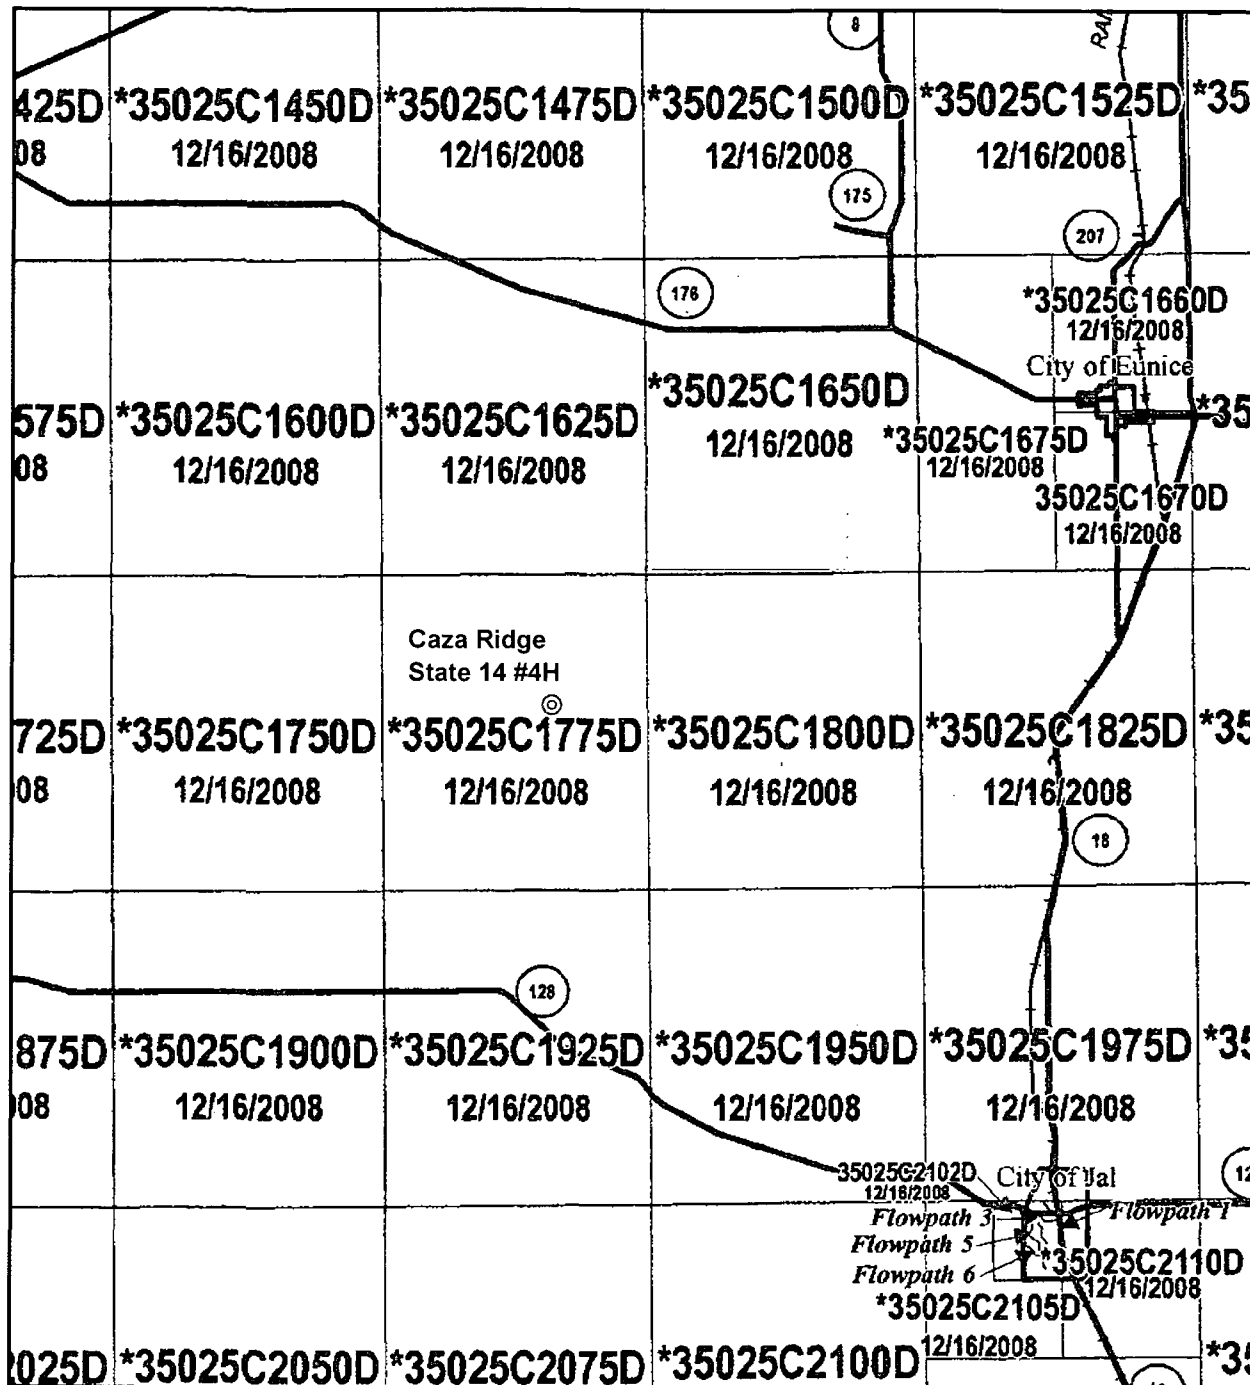 8
RAI
425D *35025C1450D *35025C1475D *35025C1500D *35025C1525D *35
08 12/16/2008 12/16/2008 12/16/2008 12/16/2008
175
207
176
*35025C1660D
12/16/2008
City of Eunice
575D *35025C1600D *35025C1625D *35025C1650D *35
08 12/16/2008 12/16/2008 12/16/2008
*35025C1675D
12/16/2008
35025C1670D
12/16/2008
Caza Ridge
State 14 #4H
725D *35025C1750D *35025C1775D *35025C1800D *35025C1825D *35
08 12/16/2008 12/16/2008 12/16/2008 12/16/2008
18
128
875D *35025C1900D *35025C1925D *35025C1950D *35025C1975D *35
08 12/16/2008 12/16/2008 12/16/2008 12/16/2008
35025C2102D
12/16/2008
City of Jal
12
Flowpath 3
Flowpath 1
Flowpath 5
Flowpath 6
*35025C2110D
12/16/2008
*35025C2105D
12/16/2008
2025D *35025C2050D *35025C2075D *35025C2100D *35